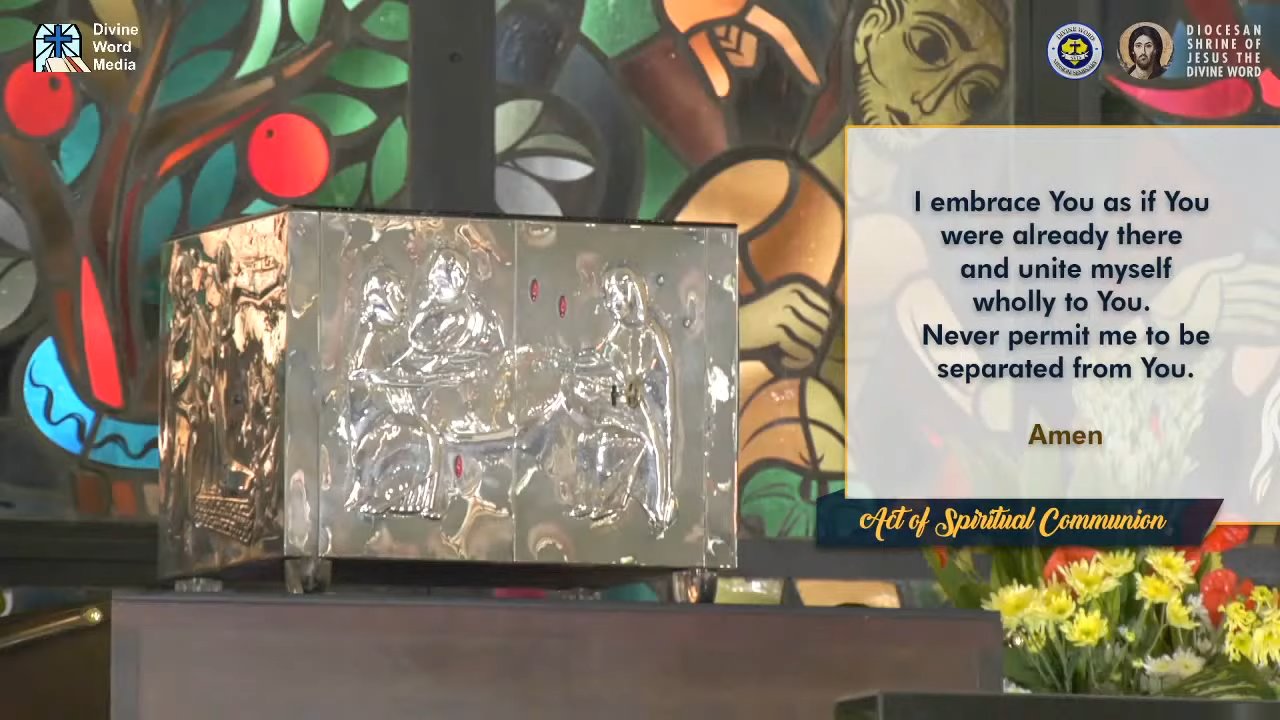 Divine
Word
Media
DIOCESAN
SHRINE OF
JESUS THE
DIVINE WORD
I embrace You as if You
were already there
and unite myself
wholly to You.
Never permit me to be
separated from You.
Amen
Act of Spiritual Communion